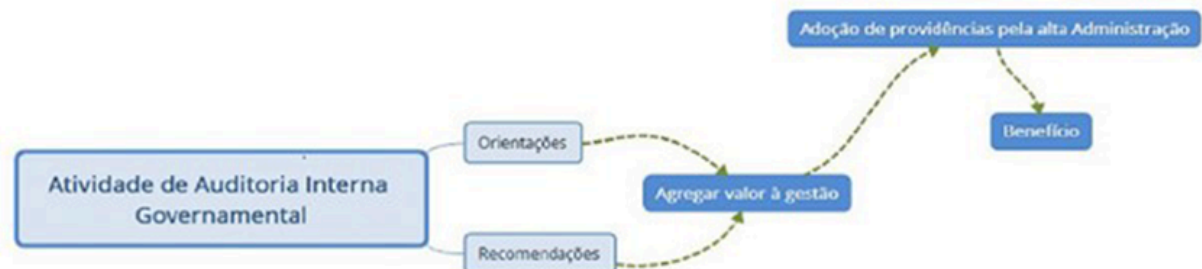 Adoção de providências pela alta Administração
Orientações
Benefício
Atividade de Auditoria Interna
Governamental
Agregar valor à gestão
Recomendações